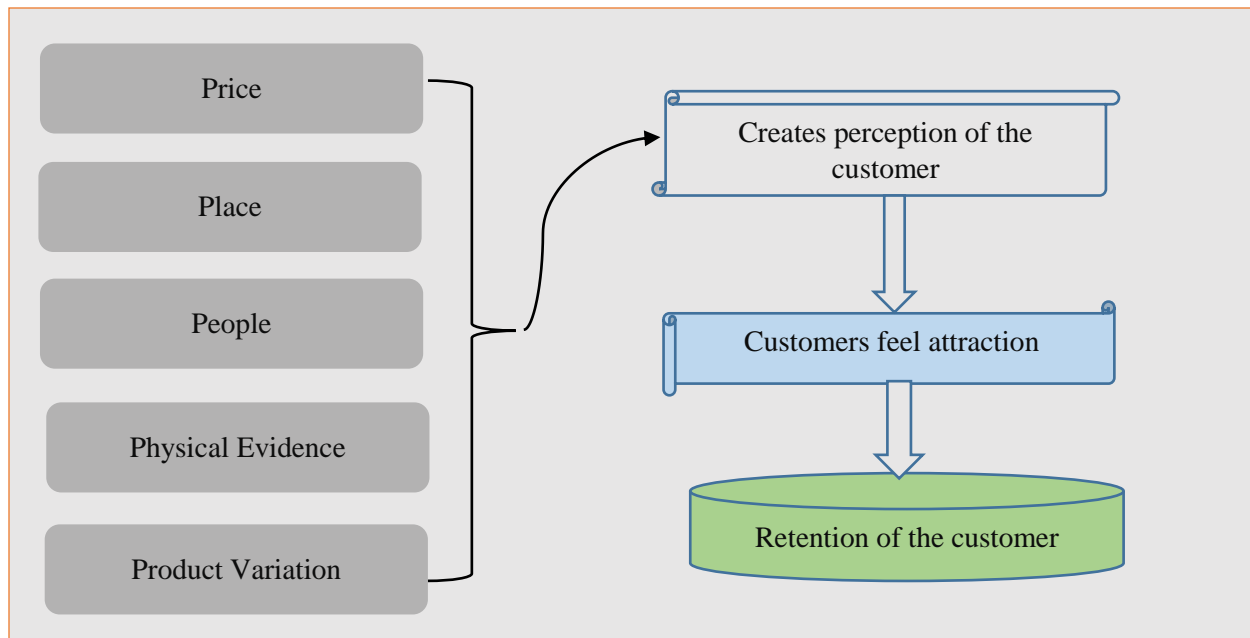 Price
Place
People
Physical Evidence
Product Variation
Creates perception of the
customer
Customers feel attraction
Retention of the customer